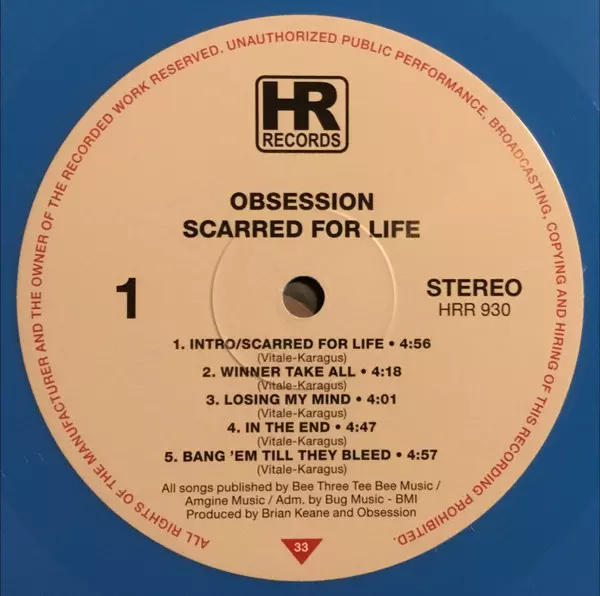 ALL RIGHTS OF THE MANUFACTURER AND THE OWNER OF THE RECORDED WORK RESERVED. UNAUTHORIZED PUBLIC PERFORMANCE, BROADCASTING, COPYING AND HIRING OF THIS RECORDING PROHIBITED.
HR
RECORDS
OBSESSION
SCARRED FOR LIFE
1
STEREO
HRR 930
1. INTRO/SCARRED FOR LIFE • 4:56
(Vitale-Karagus)
2. WINNER TAKE ALL • 4:18
(Vitale-Karagus)
3. LOSING MY MIND • 4:01
(Vitale-Karagus)
4. IN THE END • 4:47
(Vitale-Karagus)
5. BANG 'EM TILL THEY BLEED • 4:57
(Vitale-Karagus)
All songs published by Bee Three Tee Bee Music /
Amgine Music / Adm. by Bug Music - BMI
Produced by Brian Keane and Obsession
33